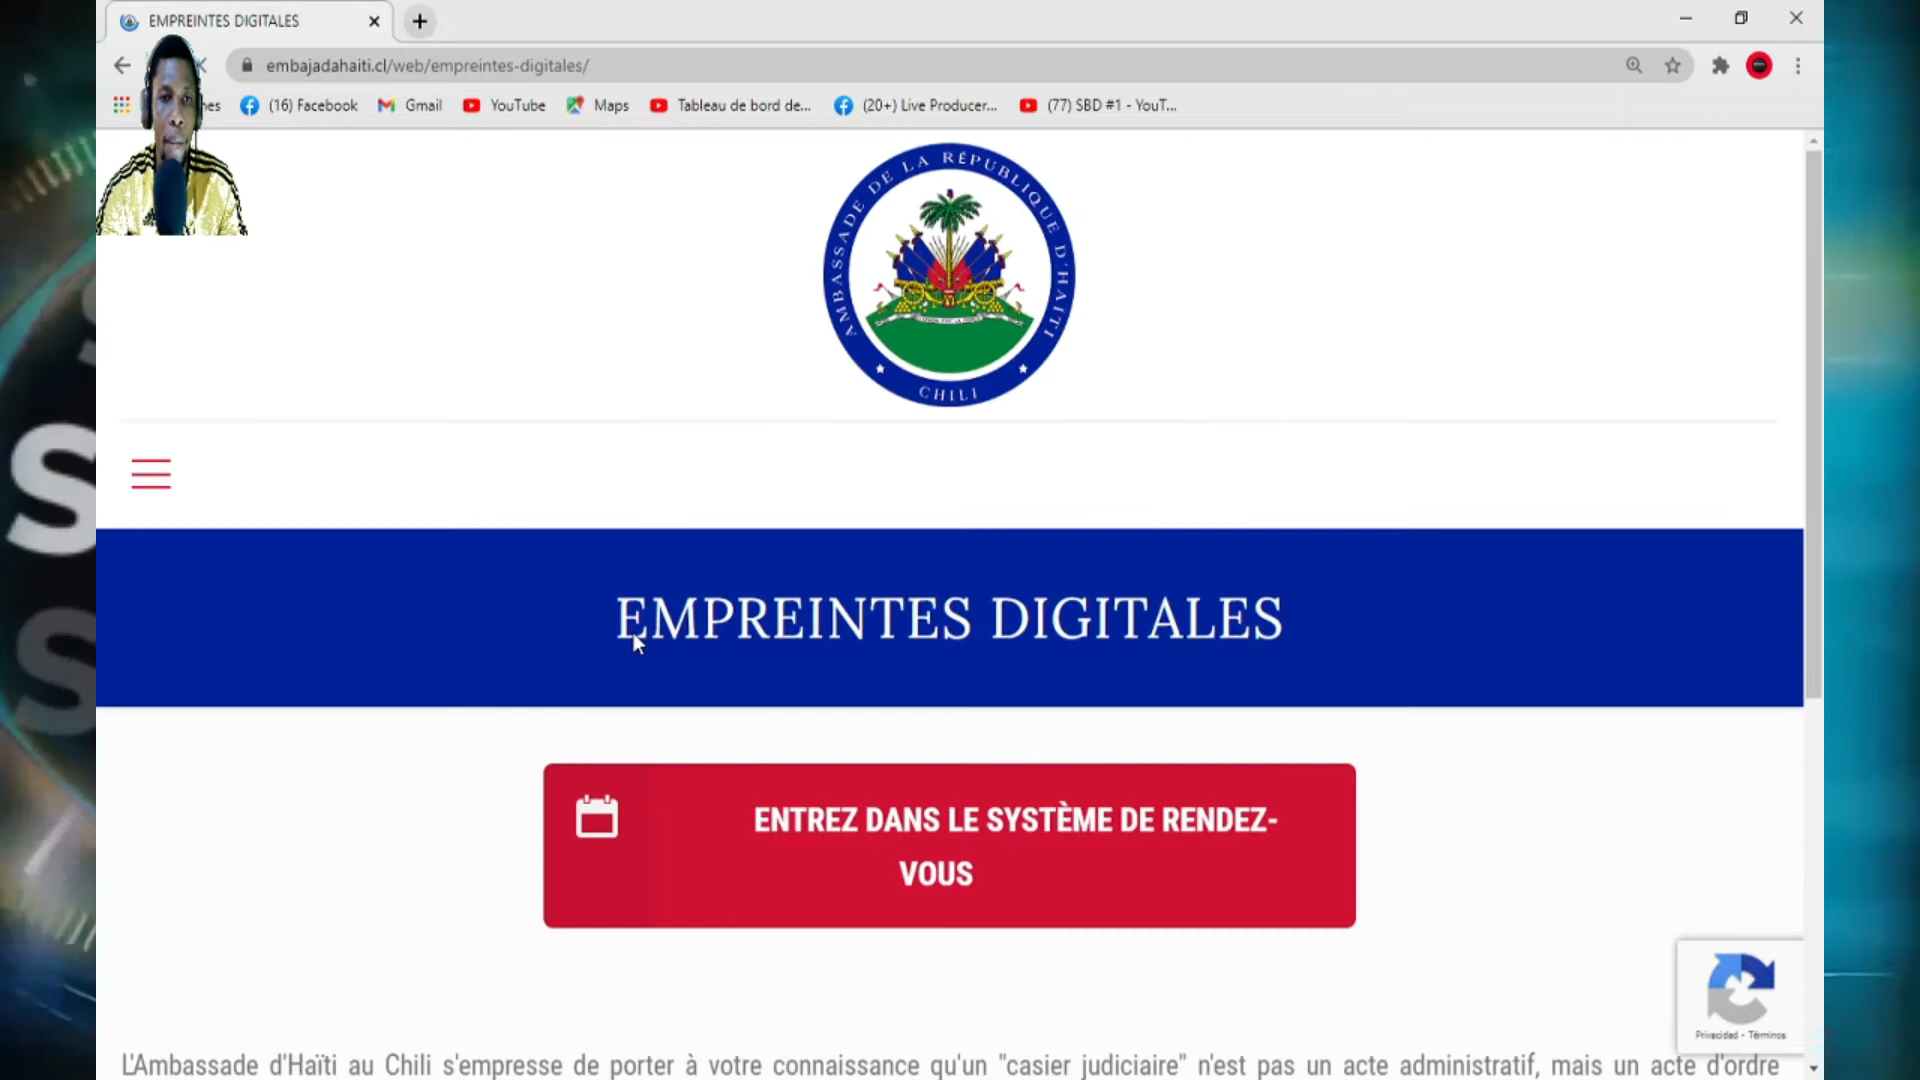 EMPREINTES DIGITALES
embajadahaiti.cl/web/empreintes-digitales/
(16) Facebook
Gmail
YouTube
Maps
Tableau de bord de...
(20+) Live Producer...
(77) SBD #1 - YouT...
AMBASSADE DE LA RÉPUBLIQUE D'HAITI
CHILI
EMPREINTES DIGITALES
ENTREZ DANS LE SYSTÈME DE RENDEZ-
VOUS
Privacidad - Términos
L'Ambassade d'Haïti au Chili s'empresse de porter à votre connaissance qu'un "casier judiciaire" n'est pas un acte administratif, mais un acte d'ordre